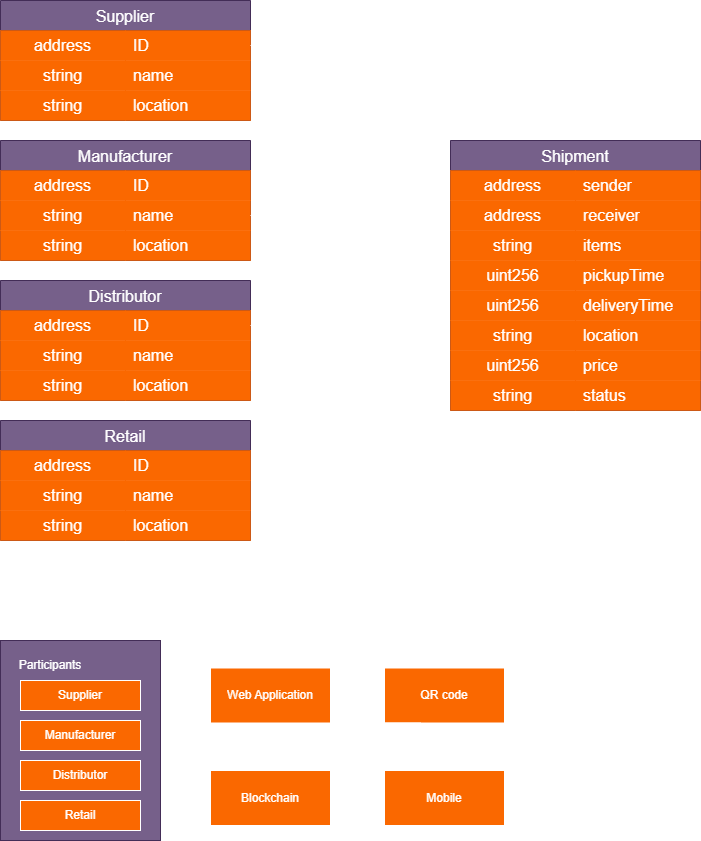 Supplier
address ID
string name
string location
Manufacturer
address ID
string name
string location
Distributor
address ID
string name
string location
Retail
address ID
string name
string location
Shipment
address sender
address receiver
string items
uint256 pickupTime
uint256 deliveryTime
string location
uint256 price
string status
Participants
Supplier
Manufacturer
Distributor
Retail
Web Application
QR code
Blockchain
Mobile